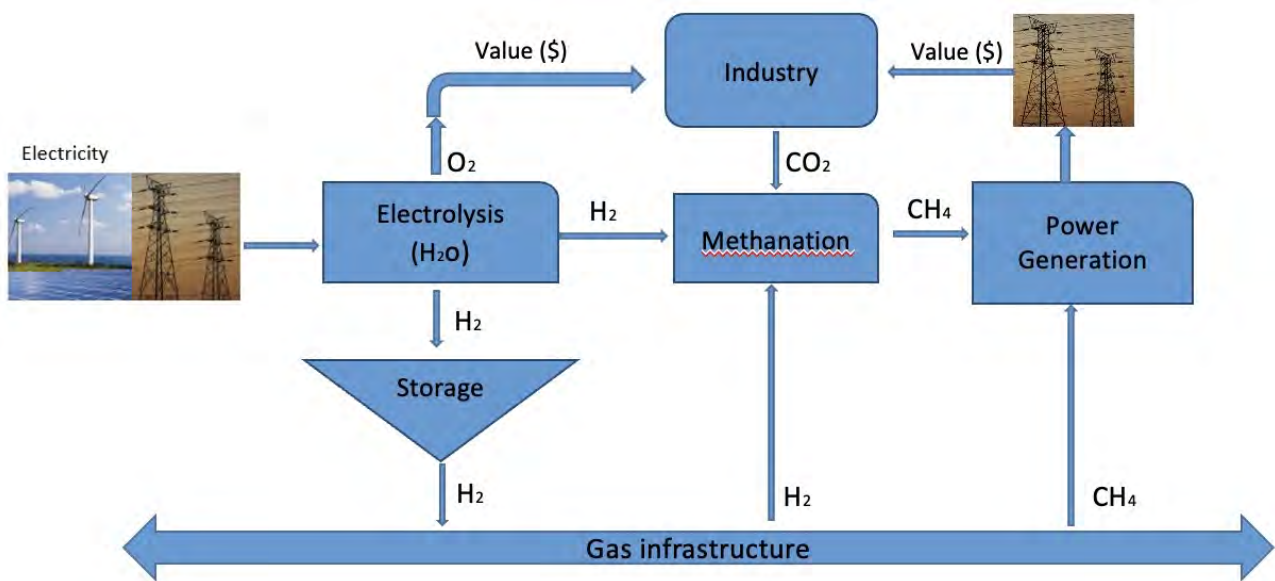 Value ($)
Industry
Value ($)
Electricity
O₂
CO₂
Electrolysis
(H₂o)
H₂
Methanation
CH₄
Power
Generation
H₂
Storage
H₂
H₂
CH₄
Gas infrastructure